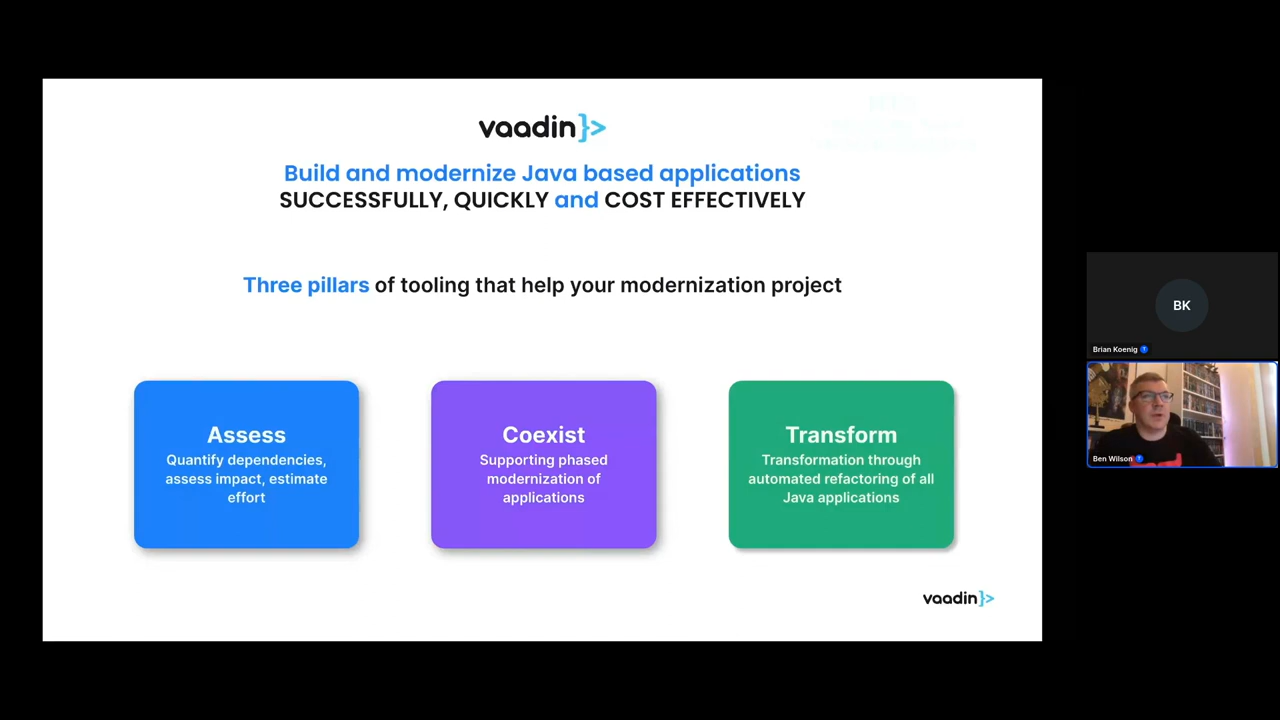 vaadin}>
Build and modernize Java based applications
SUCCESSFULLY, QUICKLY and COST EFFECTIVELY
Three pillars of tooling that help your modernization project
Assess
Quantify dependencies,
assess impact, estimate
effort
Coexist
Supporting phased
modernization of
applications
Transform
Transformation through
automated refactoring of all
Java applications
vaadin}>
BK
Brian Koenig
Ben Wilson